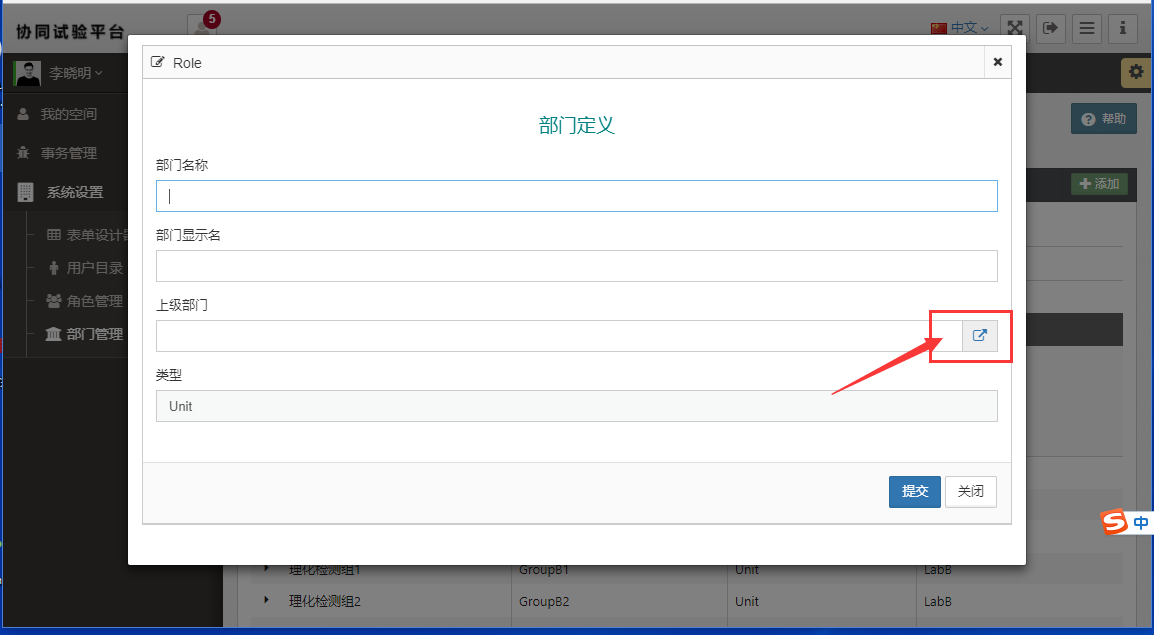 协同试验平台
5
中文
李晓明
我的空间
事务管理
系统设置
表单设计器
用户目录
角色管理
部门管理
帮助
添加
Role
部门定义
部门名称
部门显示名
上级部门
类型
Unit
提交
关闭
理化检测组1 GroupB1 Unit LabB
理化检测组2 GroupB2 Unit LabB
中